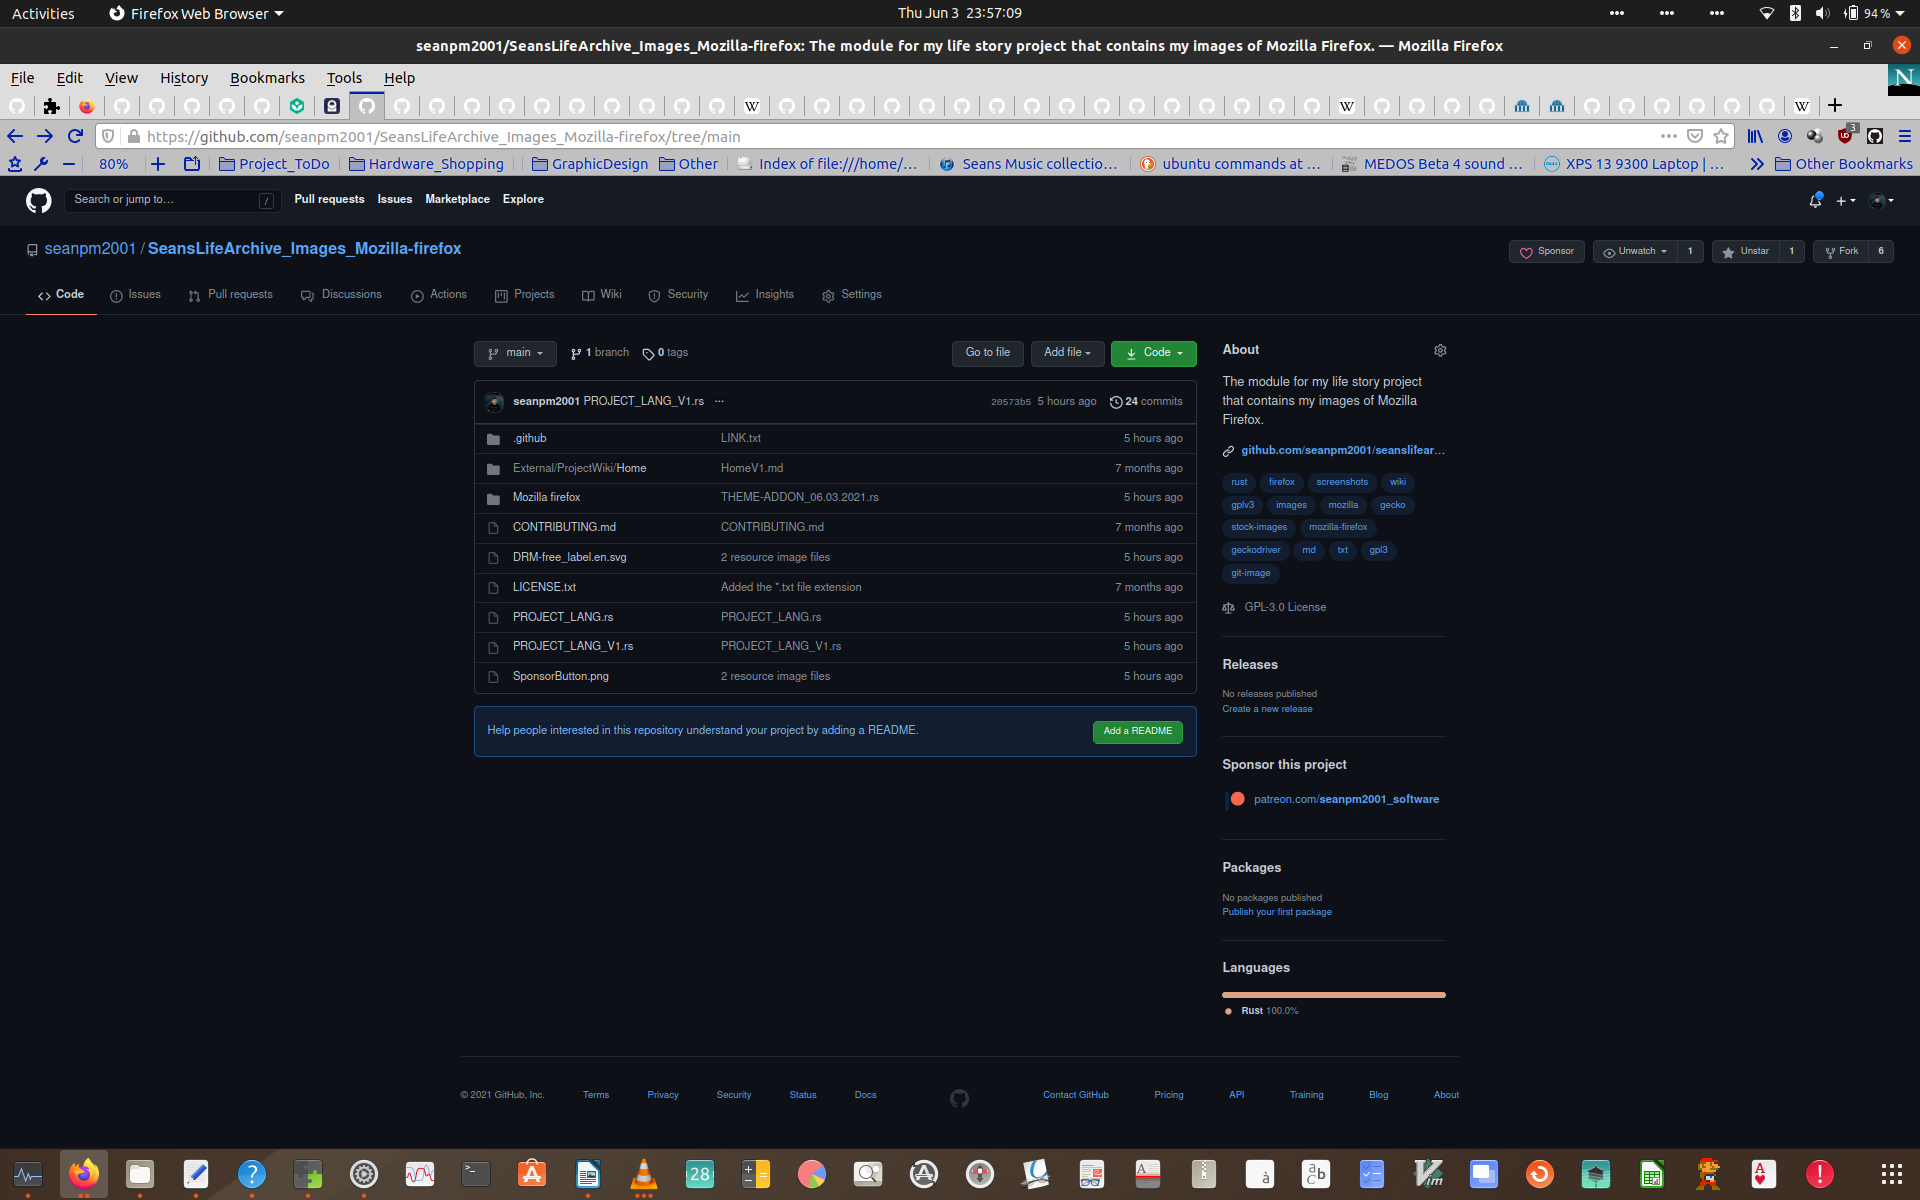 Activities
Firefox Web Browser
Thu Jun 3 23:57:09
94 %
seanpm2001/SeansLifeArchive_Images_Mozilla-firefox: The module for my life story project that contains my images of Mozilla Firefox. — Mozilla Firefox
File Edit View History Bookmarks Tools Help
N
W W W
https://github.com/seanpm2001/SeansLifeArchive_Images_Mozilla-firefox/tree/main
3
80% Project_ToDo Hardware_Shopping GraphicDesign Other Index of file:///home/… Seans Music collectio… ubuntu commands at … MEDOS Beta 4 sound … XPS 13 9300 Laptop | … Other Bookmarks
Search or jump to… / Pull requests Issues Marketplace Explore
seanpm2001 / SeansLifeArchive_Images_Mozilla-firefox
Sponsor Unwatch 1 Unstar 1 Fork 6
Code Issues Pull requests Discussions Actions Projects Wiki Security Insights Settings
main 1 branch 0 tags Go to file Add file Code
seanpm2001 PROJECT_LANG_V1.rs ... 20573b5 5 hours ago 24 commits
.github LINK.txt 5 hours ago
External/ProjectWiki/Home HomeV1.md 7 months ago
Mozilla firefox THEME-ADDON_06.03.2021.rs 5 hours ago
CONTRIBUTING.md CONTRIBUTING.md 7 months ago
DRM-free_label.en.svg 2 resource image files 5 hours ago
LICENSE.txt Added the *.txt file extension 7 months ago
PROJECT_LANG.rs PROJECT_LANG.rs 5 hours ago
PROJECT_LANG_V1.rs PROJECT_LANG_V1.rs 5 hours ago
SponsorButton.png 2 resource image files 5 hours ago
Help people interested in this repository understand your project by adding a README. Add a README
About
The module for my life story project
that contains my images of Mozilla
Firefox.
github.com/seanpm2001/seanslifear…
rust firefox screenshots wiki
gplv3 images mozilla gecko
stock-images mozilla-firefox
geckodriver md txt gpl3
git-image
GPL-3.0 License
Releases
No releases published
Create a new release
Sponsor this project
patreon.com/seanpm2001_software
Packages
No packages published
Publish your first package
Languages
Rust 100.0%
© 2021 GitHub, Inc. Terms Privacy Security Status Docs Contact GitHub Pricing API Training Blog About
28